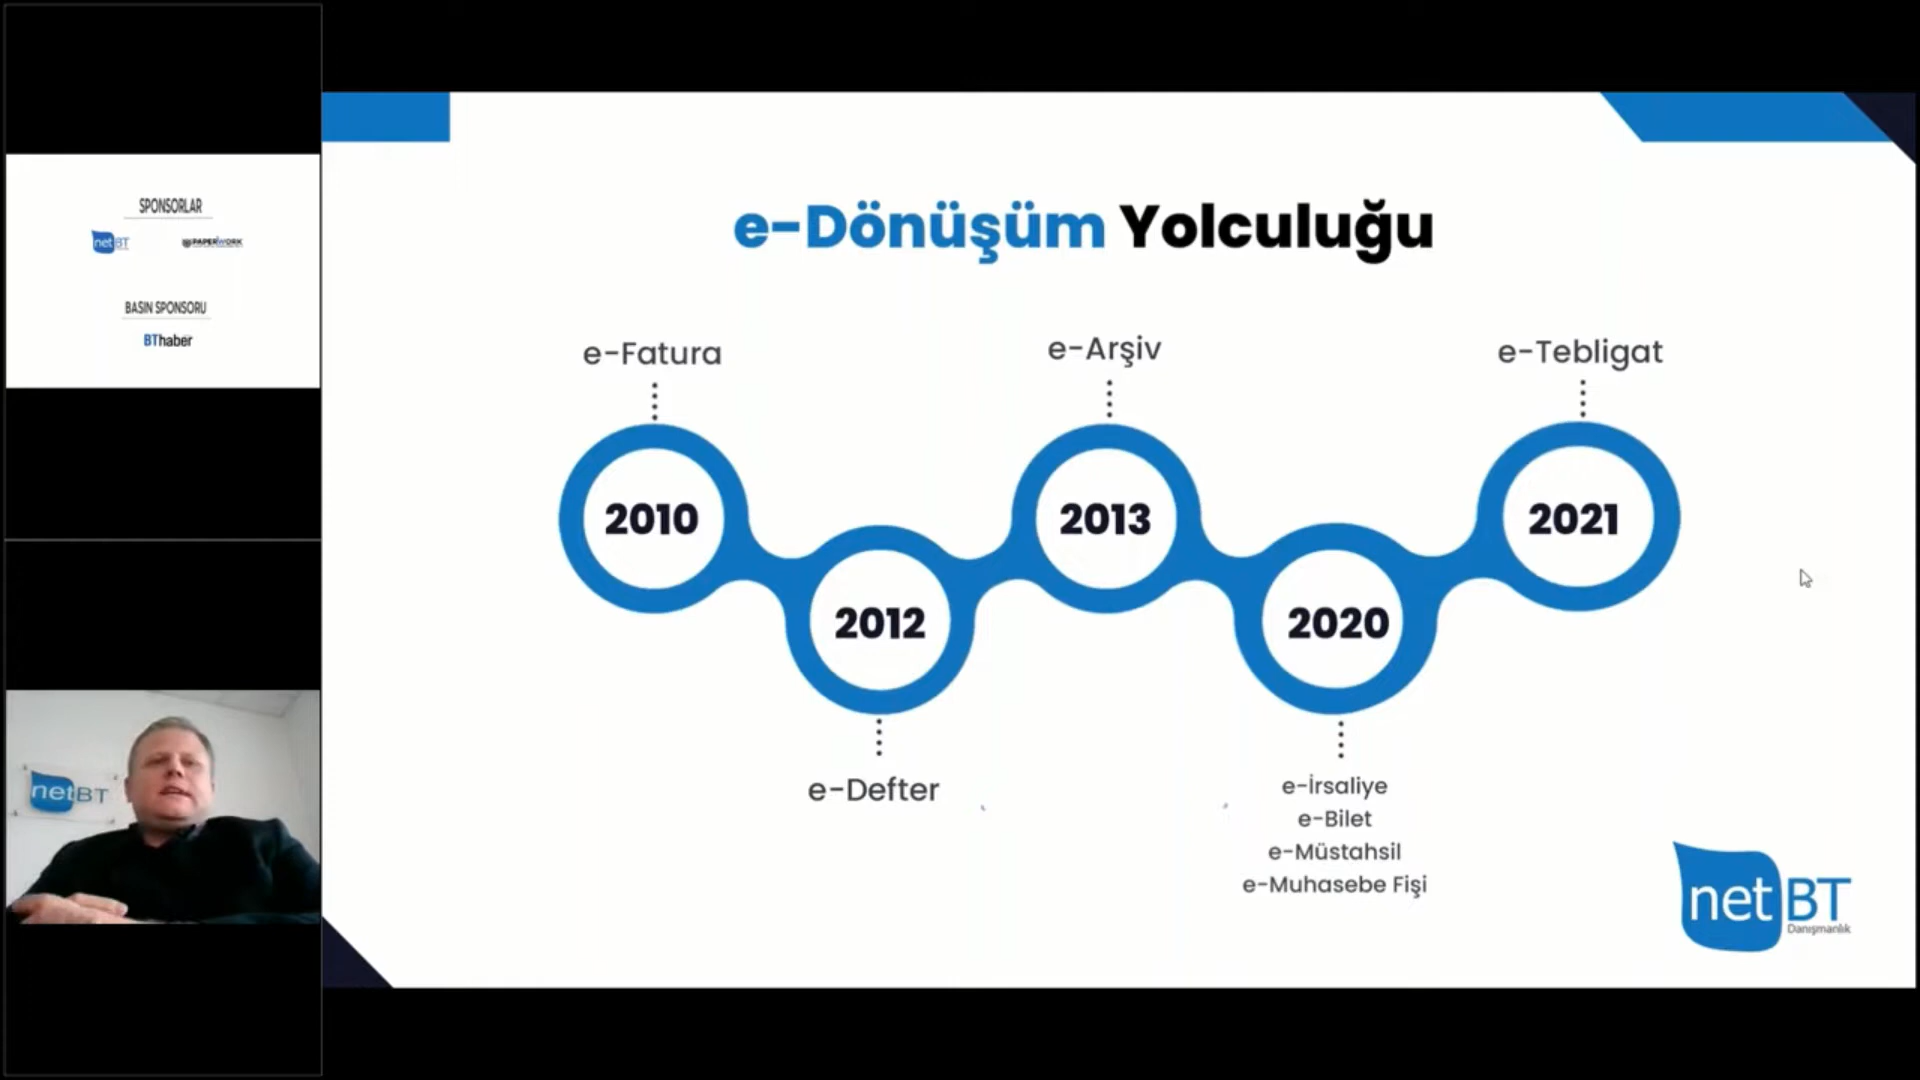 SPONSORLAR
netBT PAPERWORK
BASIN SPONSORU
BThaber
netBT
e-Dönüşüm Yolculuğu
e-Fatura
e-Arşiv
e-Tebligat
2010
2013
2021
2012
2020
e-Defter
e-İrsaliye
e-Bilet
e-Müstahsil
e-Muhasebe Fişi
netBT
Danışmanlık